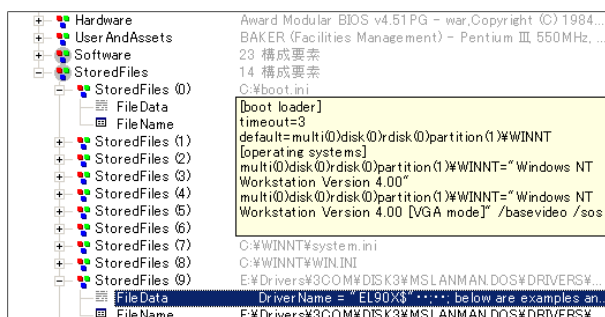 Hardware Award Modular BIOS v4.51PG - war,Copyright (C) 1984...
UserAndAssets BAKER (Facilities Management) - Pentium III, 550MHz, ...
Software 23 構成要素
StoredFiles 14 構成要素
StoredFiles (0) C:¥boot.ini
FileData
FileName
[boot loader]
timeout=3
default=multi(0)disk(0)rdisk(0)partition(1)¥WINNT
[operating systems]
multi(0)disk(0)rdisk(0)partition(1)¥WINNT="Windows NT
Workstation Version 4.00"
multi(0)disk(0)rdisk(0)partition(1)¥WINNT="Windows NT
Workstation Version 4.00 [VGA mode]" /basevideo /sos
StoredFiles (1)
StoredFiles (2)
StoredFiles (3)
StoredFiles (4)
StoredFiles (5)
StoredFiles (6)
StoredFiles (7) C:¥WINNT¥system.ini
StoredFiles (8) C:¥WINNT¥WIN.INI
StoredFiles (9) E:¥Drivers¥3COM¥DISK3¥MSLANMAN.DOS¥DRIVERS¥...
FileData DriverName = "EL90X$"··;··; below are examples an...
FileName E:¥Drivers¥3COM¥DISK3¥MSLANMAN.DOS¥DRIVERS¥...